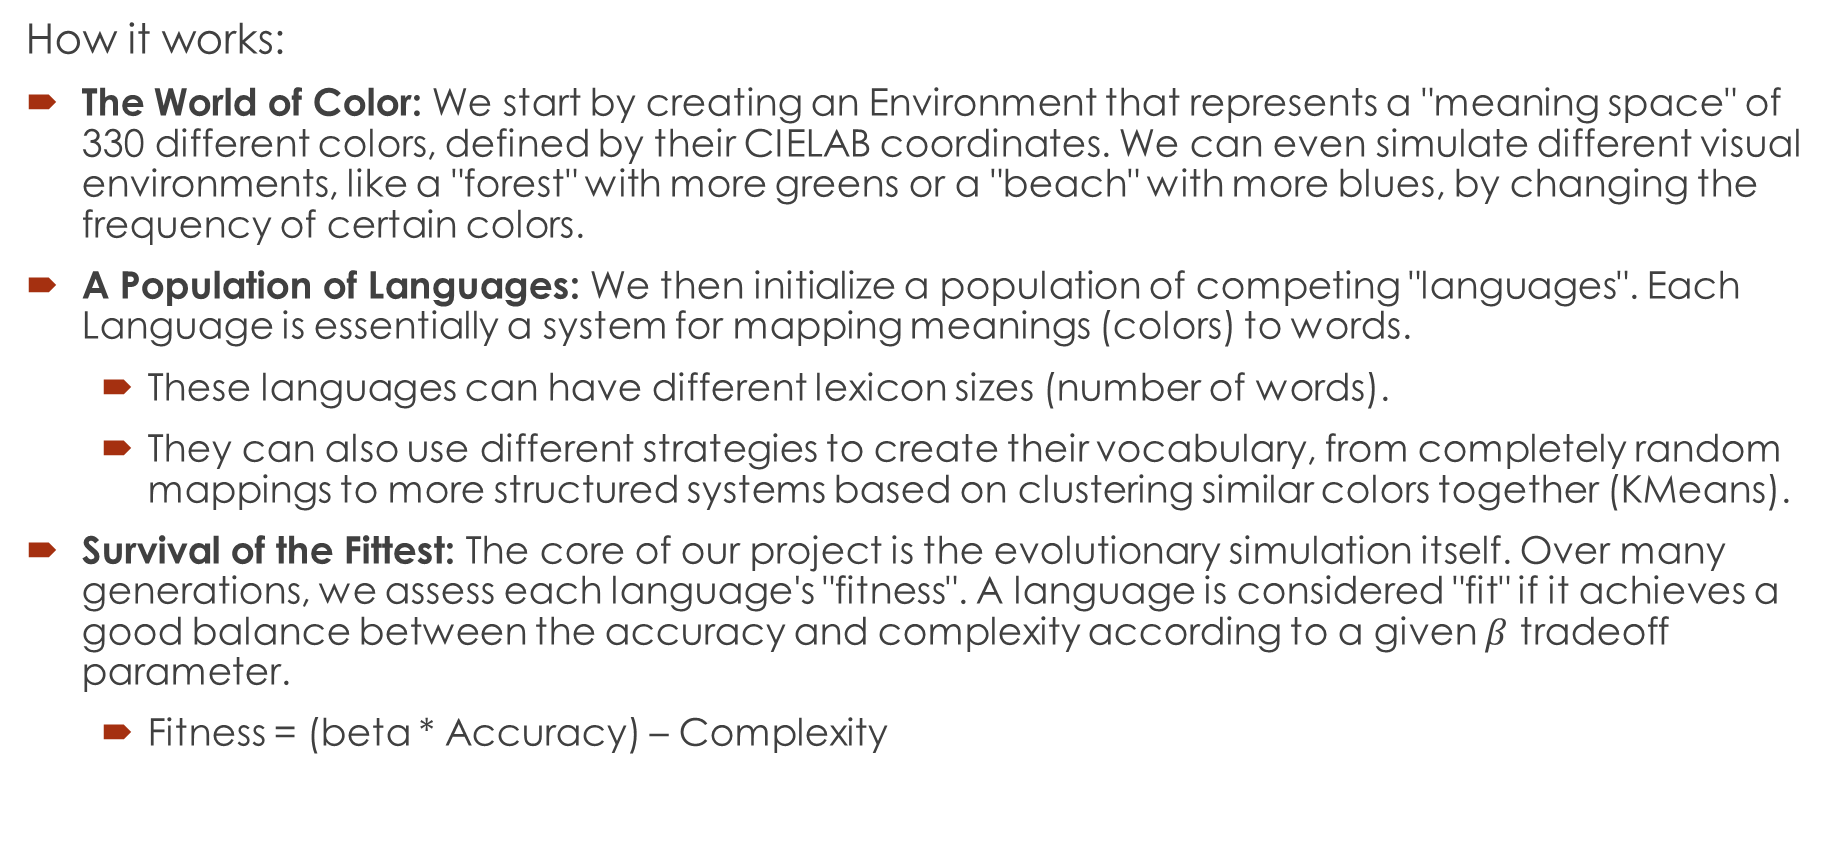 How it works:
The World of Color: We start by creating an Environment that represents a "meaning space" of
330 different colors, defined by their CIELAB coordinates. We can even simulate different visual
environments, like a "forest" with more greens or a "beach" with more blues, by changing the
frequency of certain colors.
A Population of Languages: We then initialize a population of competing "languages". Each
Language is essentially a system for mapping meanings (colors) to words.
These languages can have different lexicon sizes (number of words).
They can also use different strategies to create their vocabulary, from completely random
mappings to more structured systems based on clustering similar colors together (KMeans).
Survival of the Fittest: The core of our project is the evolutionary simulation itself. Over many
generations, we assess each language's "fitness". A language is considered "fit" if it achieves a
good balance between the accuracy and complexity according to a given β tradeoff
parameter.
Fitness = (beta * Accuracy) – Complexity